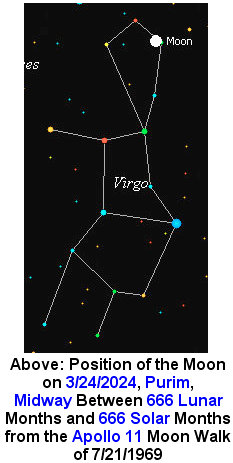 Moon
es
Virgo
Above: Position of the Moon
on 3/24/2024, Purim,
Midway Between 666 Lunar
Months and 666 Solar Months
from the Apollo 11 Moon Walk
of 7/21/1969